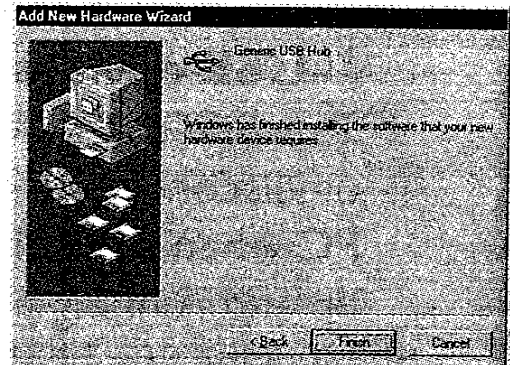 Add New Hardware Wizard
Generic USB Hub
Windows has finished installing the software that your new
hardware device requires.
< Back
Finish
Cancel